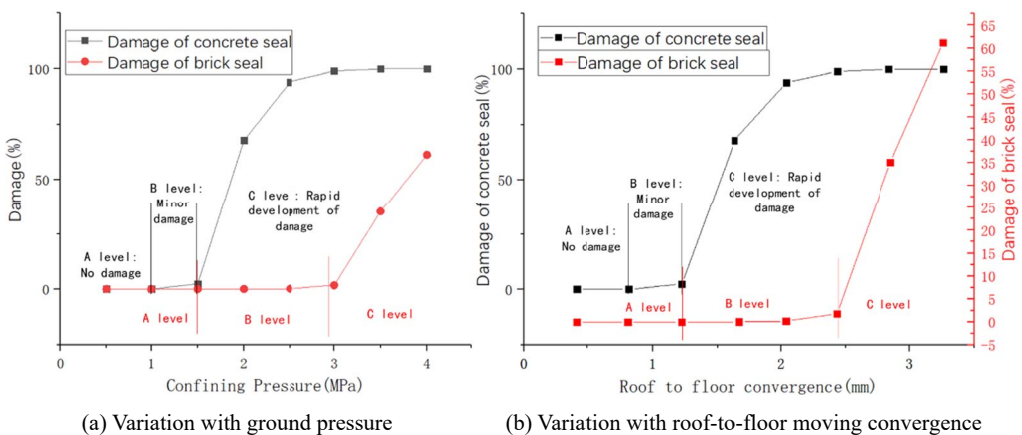 Damage of concrete seal
Damage of brick seal
100
50
0
Damage(%)
A level:
No damage
B level:
Minor
damage
C leve: Rapid
development of
damage
A level
B level
C level
0
1
2
3
4
Confining Pressure(MPa)
(a) Variation with ground pressure
Damage of concrete seal
Damage of brick seal
100
50
0
Damage of concrete seal(%)
A level:
No damage
B level:
Minor
damage
C level: Rapid
development of
damage
A level
B level
C level
0
1
2
3
Roof to floor convergence(mm)
65
60
55
50
45
40
35
30
25
20
15
10
5
0
-5
Damage of brick seal(%)
(b) Variation with roof-to-floor moving convergence